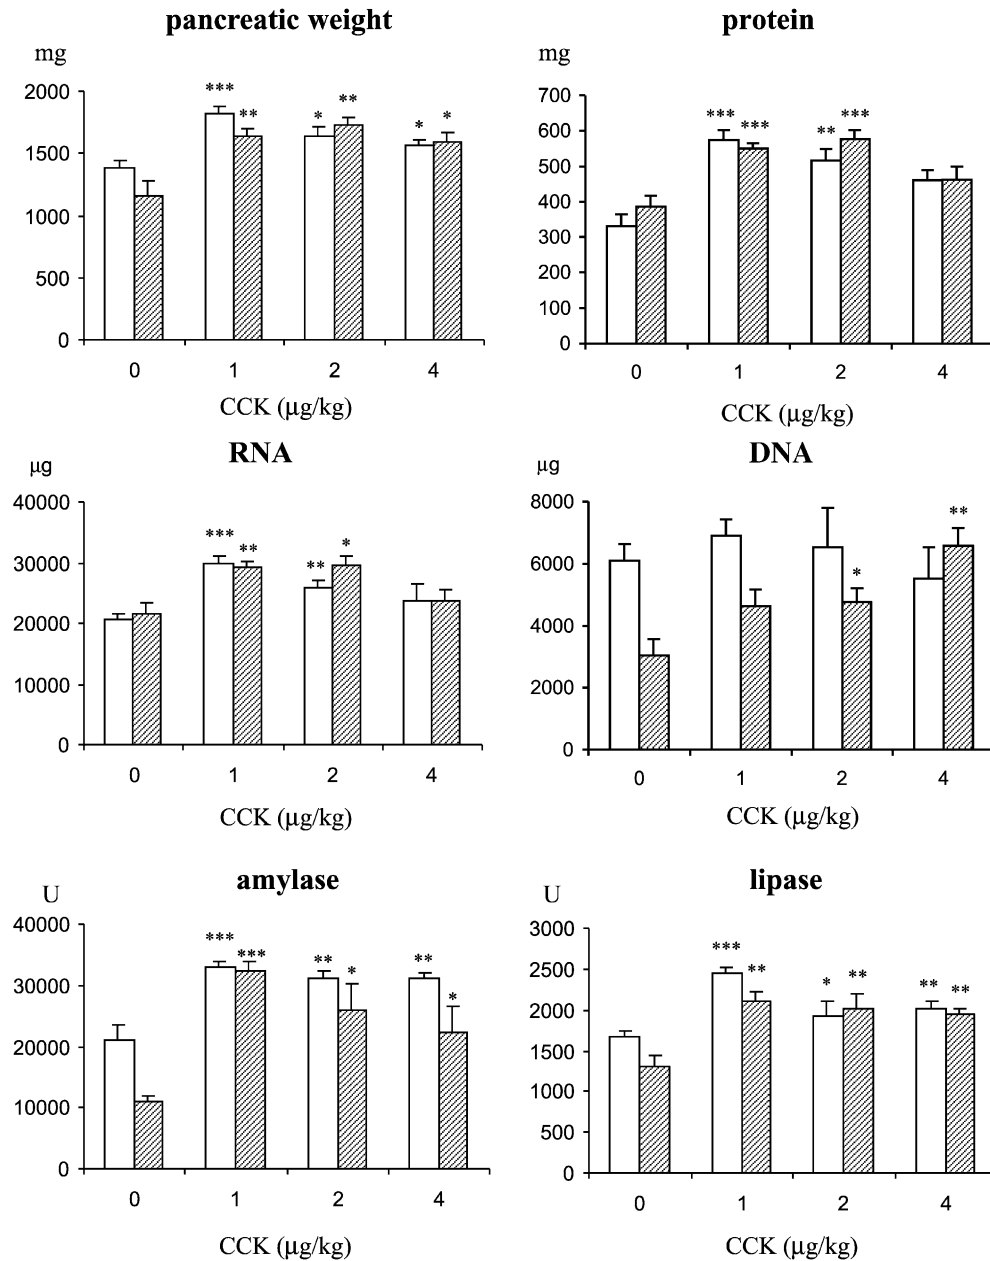 pancreatic weight
mg
2000
1500
1000
500
0
*** ** * ** * *
0 1 2 4
CCK (µg/kg)
protein
mg
700
600
500
400
300
200
100
0
*** *** ** ***
0 1 2 4
CCK (µg/kg)
RNA
µg
40000
30000
20000
10000
0
*** ** ** *
0 1 2 4
CCK (µg/kg)
DNA
µg
8000
6000
4000
2000
0
* **
0 1 2 4
CCK (µg/kg)
amylase
U
40000
30000
20000
10000
0
*** *** ** * ** *
0 1 2 4
CCK (µg/kg)
lipase
U
3000
2500
2000
1500
1000
500
0
*** ** * ** ** **
0 1 2 4
CCK (µg/kg)